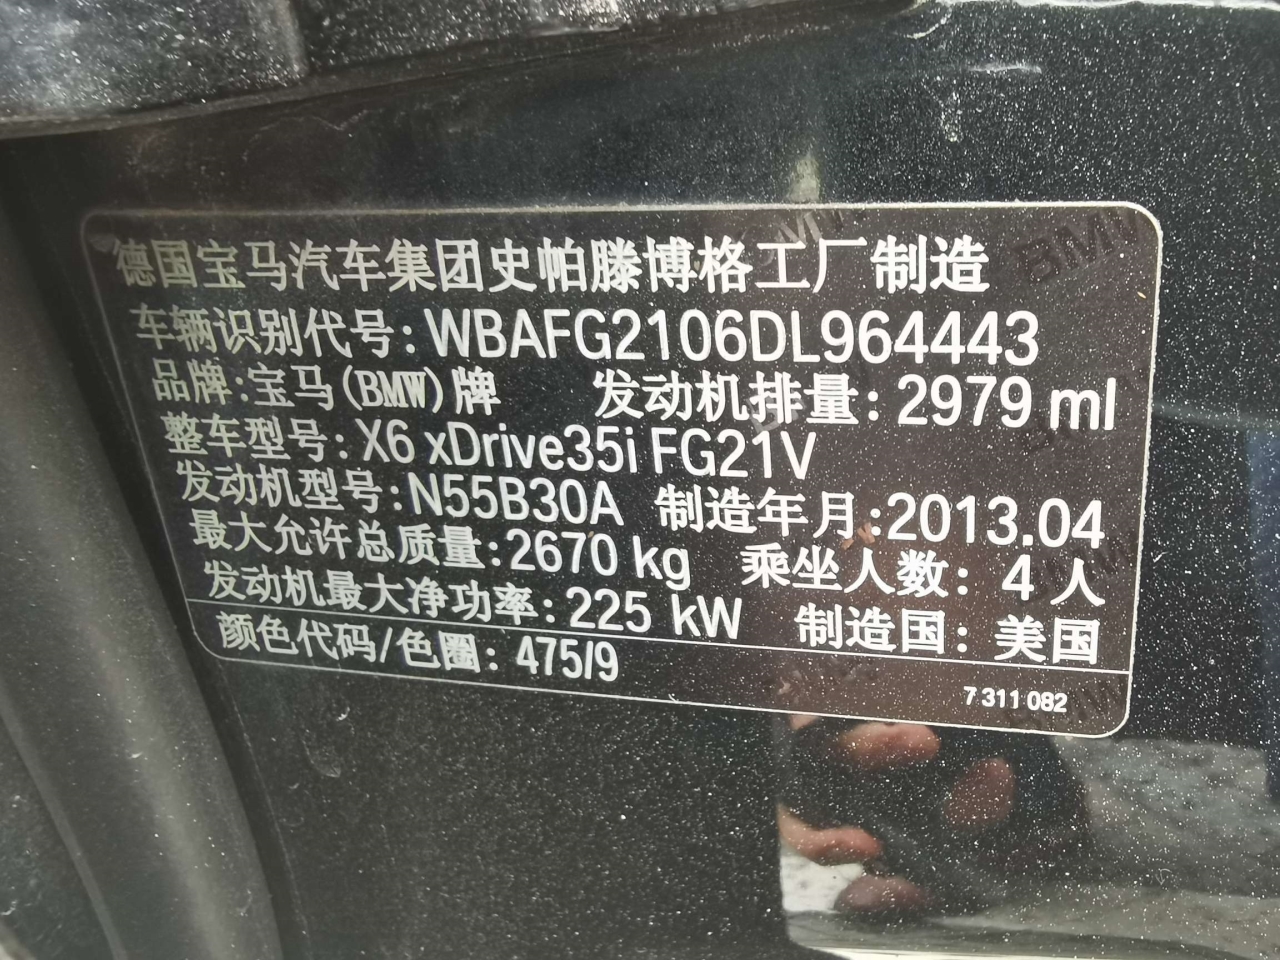 德国宝马汽车集团史帕滕博格工厂制造
车辆识别代号:WBAFG2106DL964443
品牌:宝马(BMW)牌 发动机排量:2979 ml
整车型号:X6 xDrive35i FG21V
发动机型号:N55B30A 制造年月:2013.04
最大允许总质量:2670 kg 乘坐人数: 4 人
发动机最大净功率:225 kW 制造国: 美国
颜色代码/色圈: 475/9
7 311 082